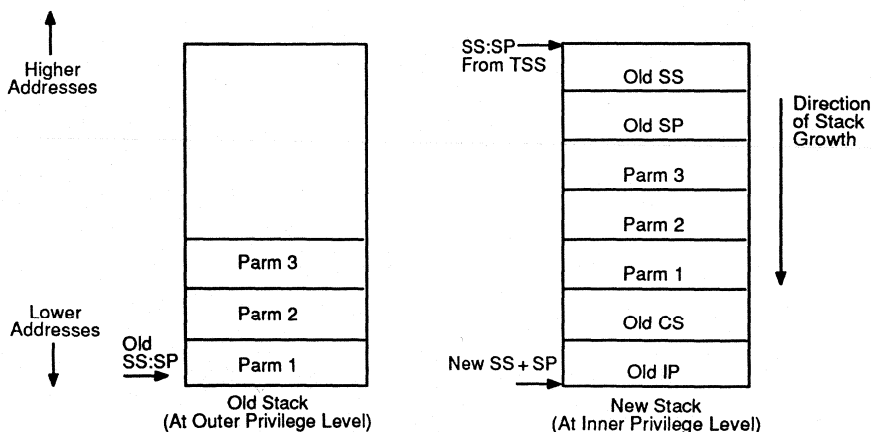 Higher
Addresses
Lower
Addresses
Old
SS:SP
Parm 3
Parm 2
Parm 1
Old Stack
(At Outer Privilege Level)
SS:SP
From TSS
Old SS
Old SP
Parm 3
Parm 2
Parm 1
Old CS
Old IP
New SS + SP
New Stack
(At Inner Privilege Level)
Direction
of Stack
Growth